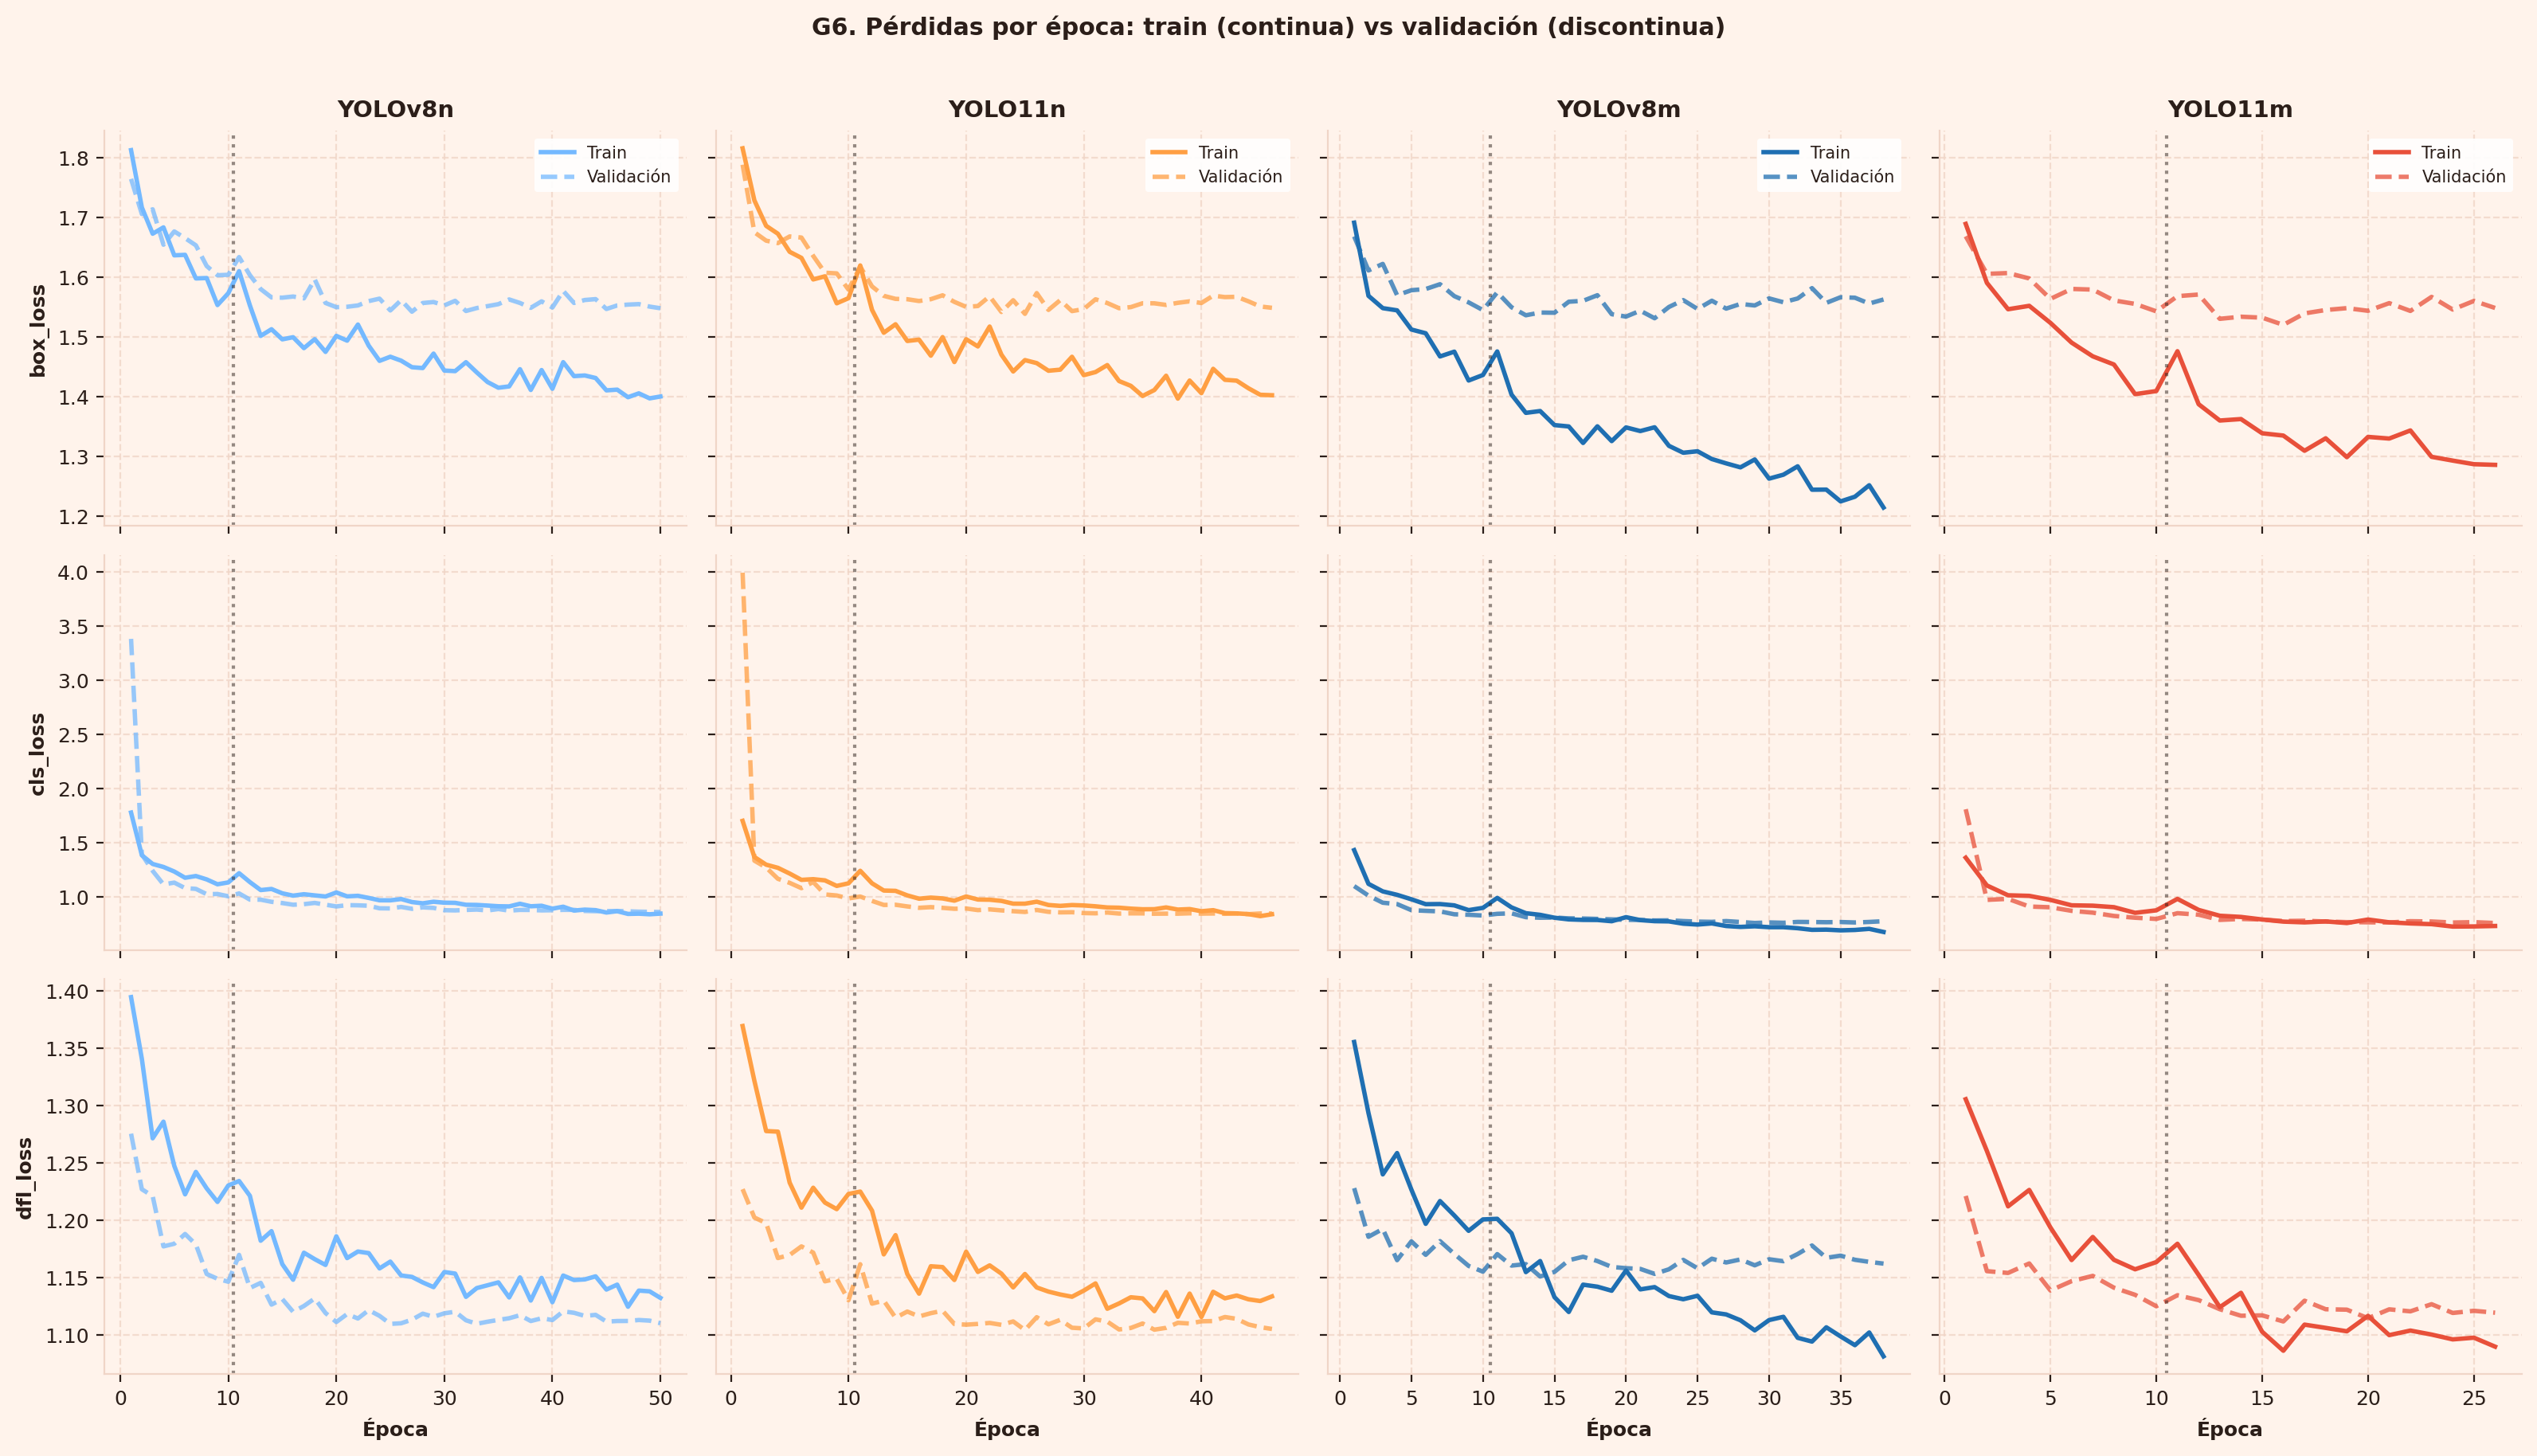 G6. Pérdidas por época: train (continua) vs validación (discontinua)
YOLOv8n
YOLO11n
YOLOv8m
YOLO11m
Train
Validación
Train
Validación
Train
Validación
Train
Validación
box_loss
1.8
1.7
1.6
1.5
1.4
1.3
1.2
cls_loss
4.0
3.5
3.0
2.5
2.0
1.5
1.0
dfl_loss
1.40
1.35
1.30
1.25
1.20
1.15
1.10
0 10 20 30 40 50
0 10 20 30 40
0 5 10 15 20 25 30 35
0 5 10 15 20 25
Época
Época
Época
Época